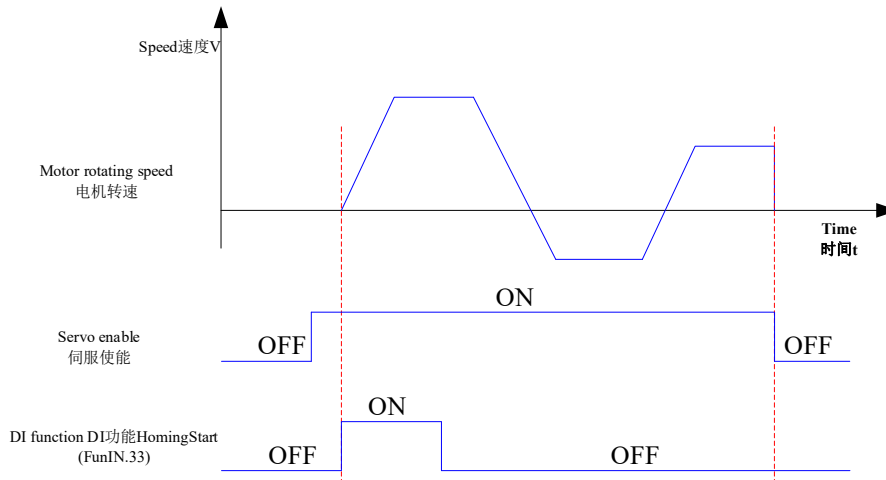 Speed速度V
Motor rotating speed
电机转速
Time
时间t
ON
Servo enable
伺服使能
OFF
OFF
ON
DI function DI功能HomingStart
(FunIN.33)
OFF
OFF